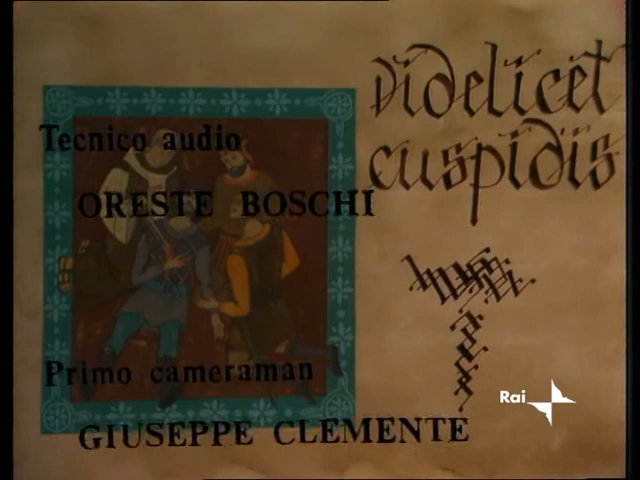 Videlicet
cuspidis
Tecnico audio
ORESTE BOSCHI
Primo cameraman
GIUSEPPE CLEMENTE
Rai